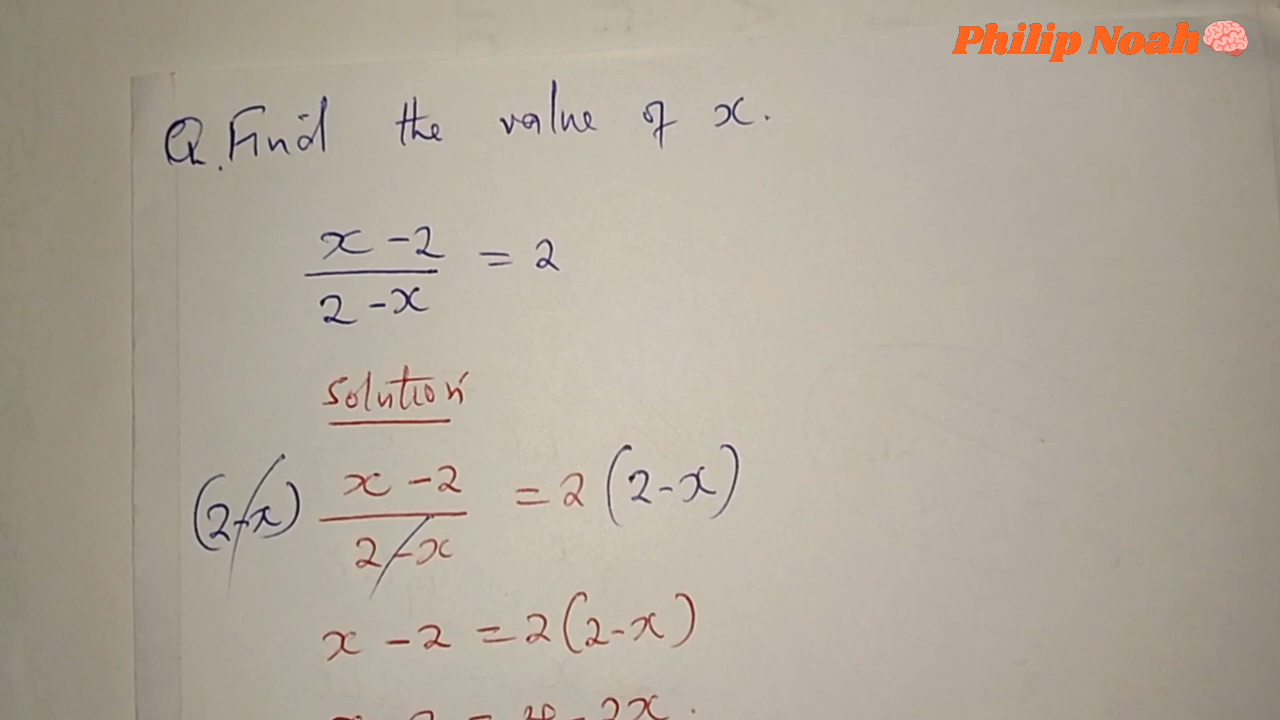 Philip Noah
Q. Find the value of x.
x - 2
2 - x
= 2
Solution
(2-x) x - 2 = 2 (2-x)
2 - x
x - 2 = 2(2-x)